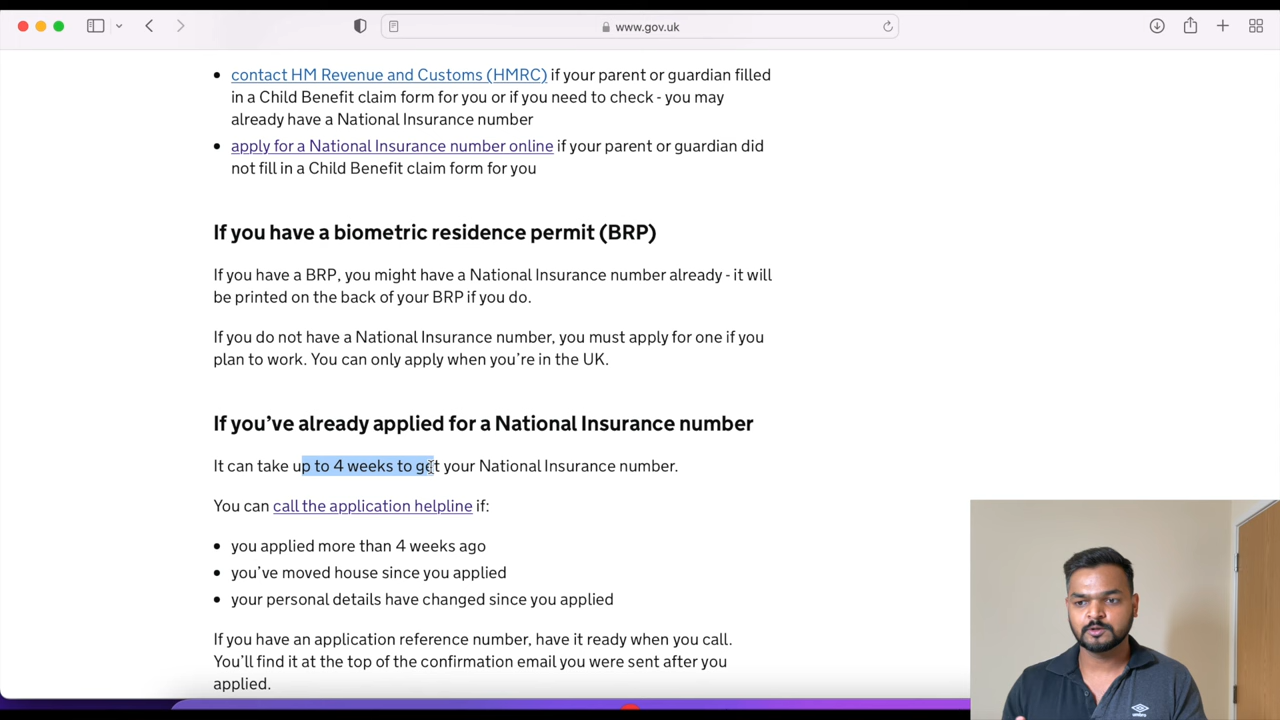 www.gov.uk
contact HM Revenue and Customs (HMRC) if your parent or guardian filled
in a Child Benefit claim form for you or if you need to check - you may
already have a National Insurance number
apply for a National Insurance number online if your parent or guardian did
not fill in a Child Benefit claim form for you
If you have a biometric residence permit (BRP)
If you have a BRP, you might have a National Insurance number already - it will
be printed on the back of your BRP if you do.
If you do not have a National Insurance number, you must apply for one if you
plan to work. You can only apply when you’re in the UK.
If you’ve already applied for a National Insurance number
It can take up to 4 weeks to get your National Insurance number.
You can call the application helpline if:
you applied more than 4 weeks ago
you’ve moved house since you applied
your personal details have changed since you applied
If you have an application reference number, have it ready when you call.
You’ll find it at the top of the confirmation email you were sent after you
applied.